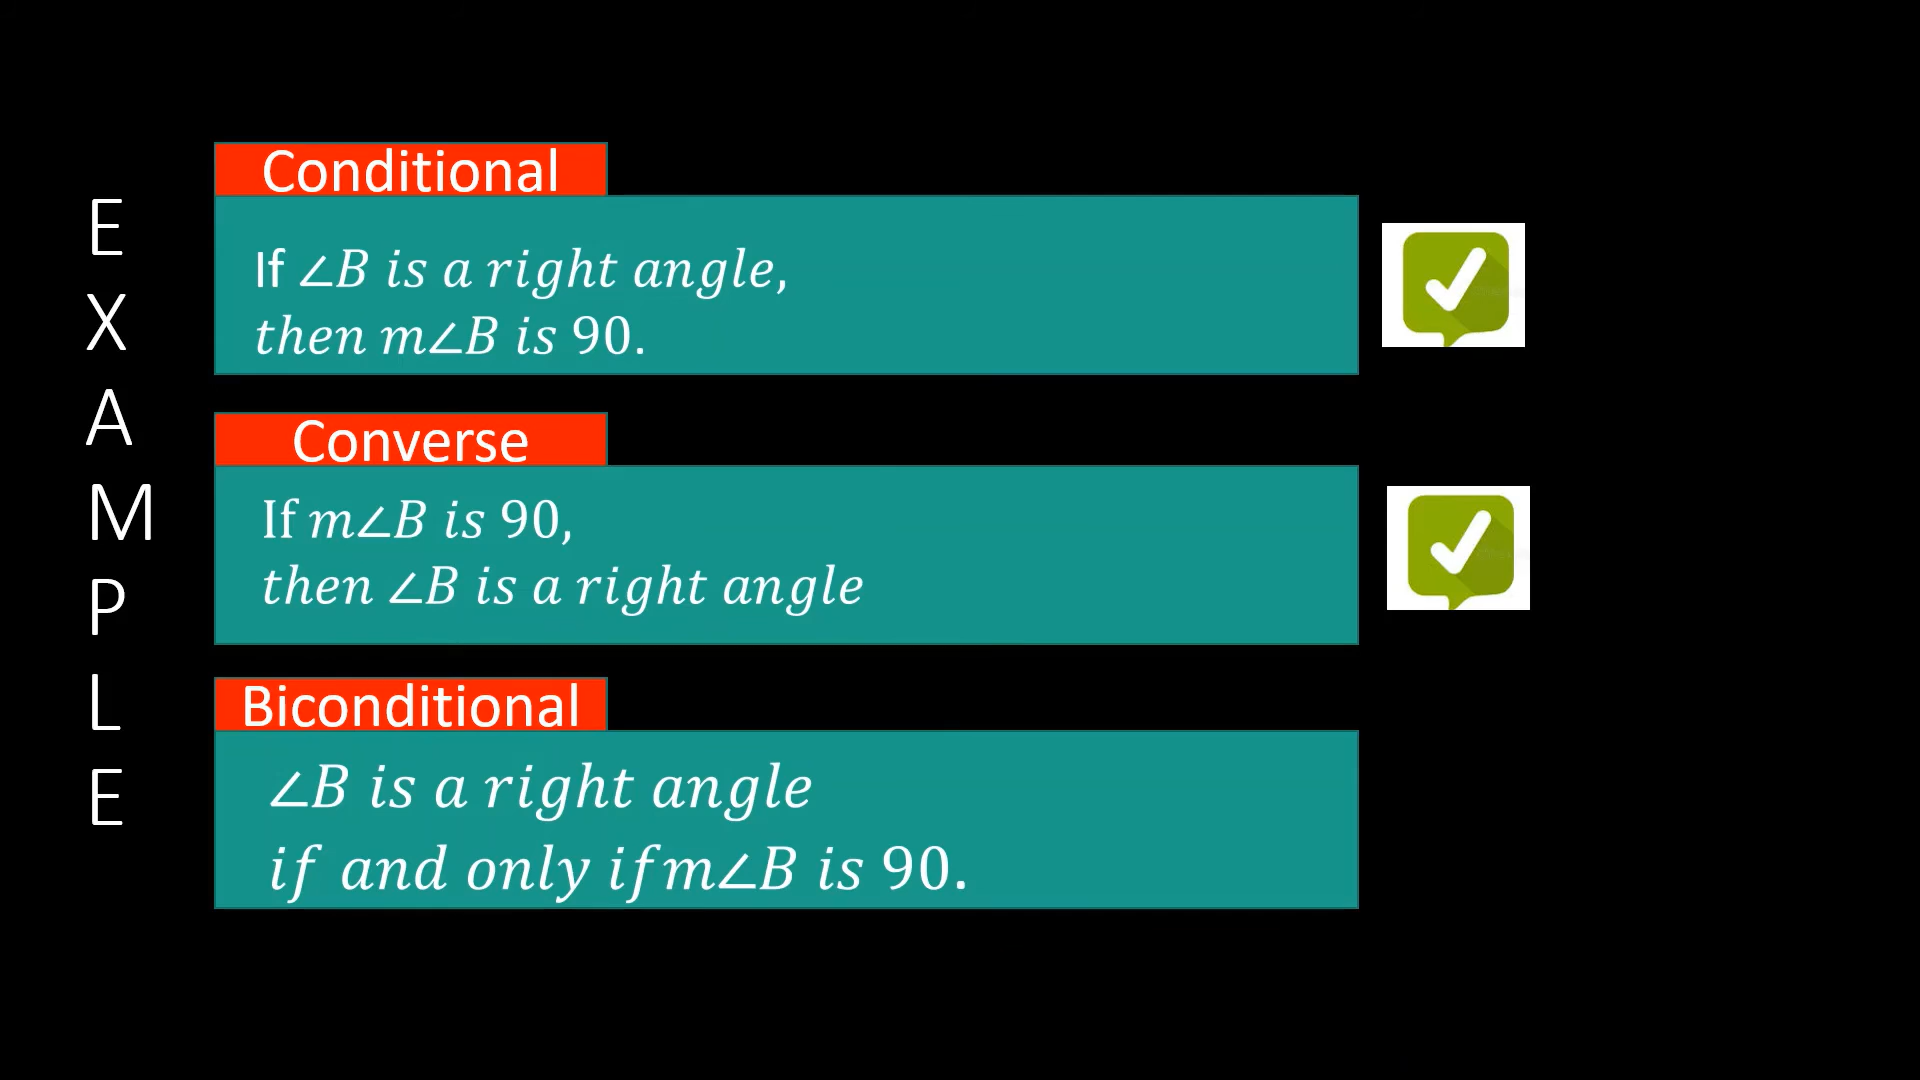 E
X
A
M
P
L
E
Conditional
If ∠B is a right angle,
then m∠B is 90.
Converse
If m∠B is 90,
then ∠B is a right angle
Biconditional
∠B is a right angle
if and only if m∠B is 90.